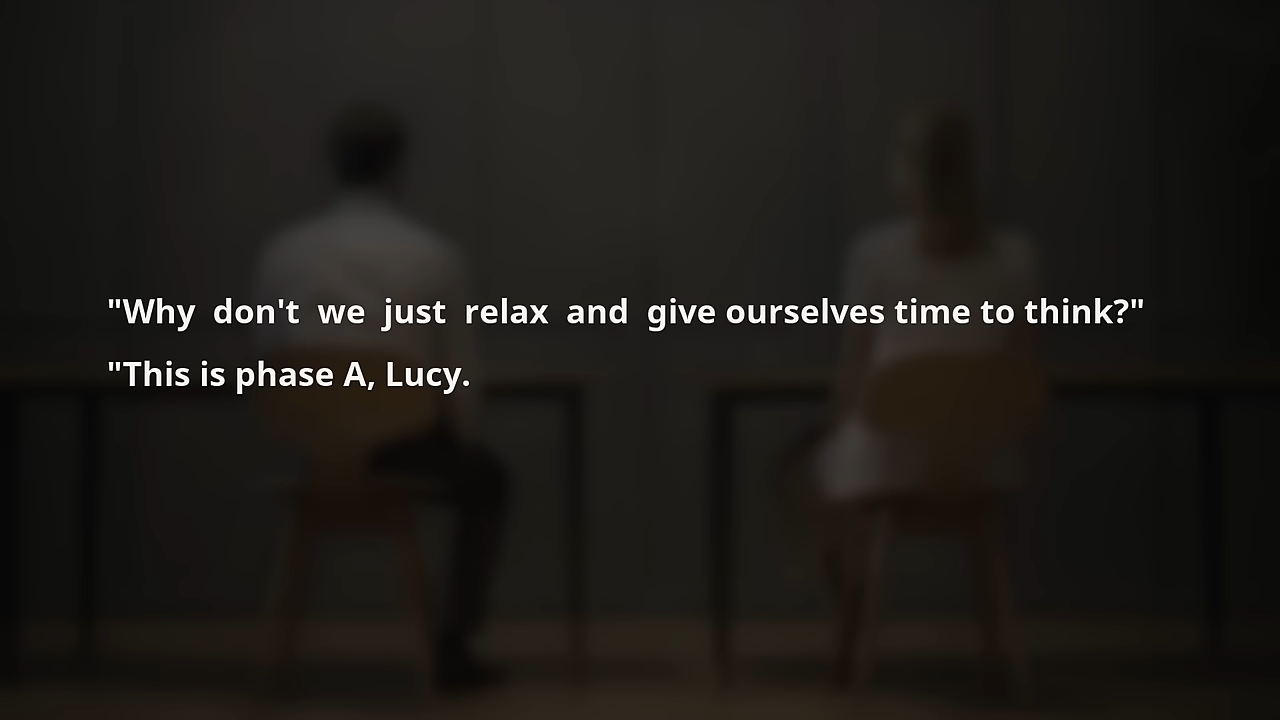 "Why don't we just relax and give ourselves time to think?"
"This is phase A, Lucy.